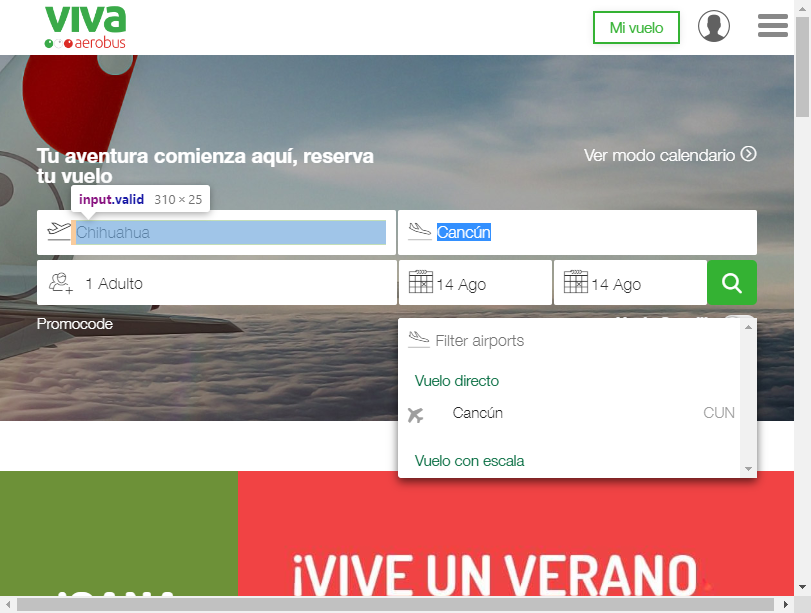 viva
aerobus
Mi vuelo
Tu aventura comienza aquí, reserva
tu vuelo
Ver modo calendario
input.valid 310 × 25
Chihuahua
Cancún
1 Adulto
14 Ago
14 Ago
Promocode
Filter airports
Vuelo directo
Cancún CUN
Vuelo con escala
¡VIVE UN VERANO